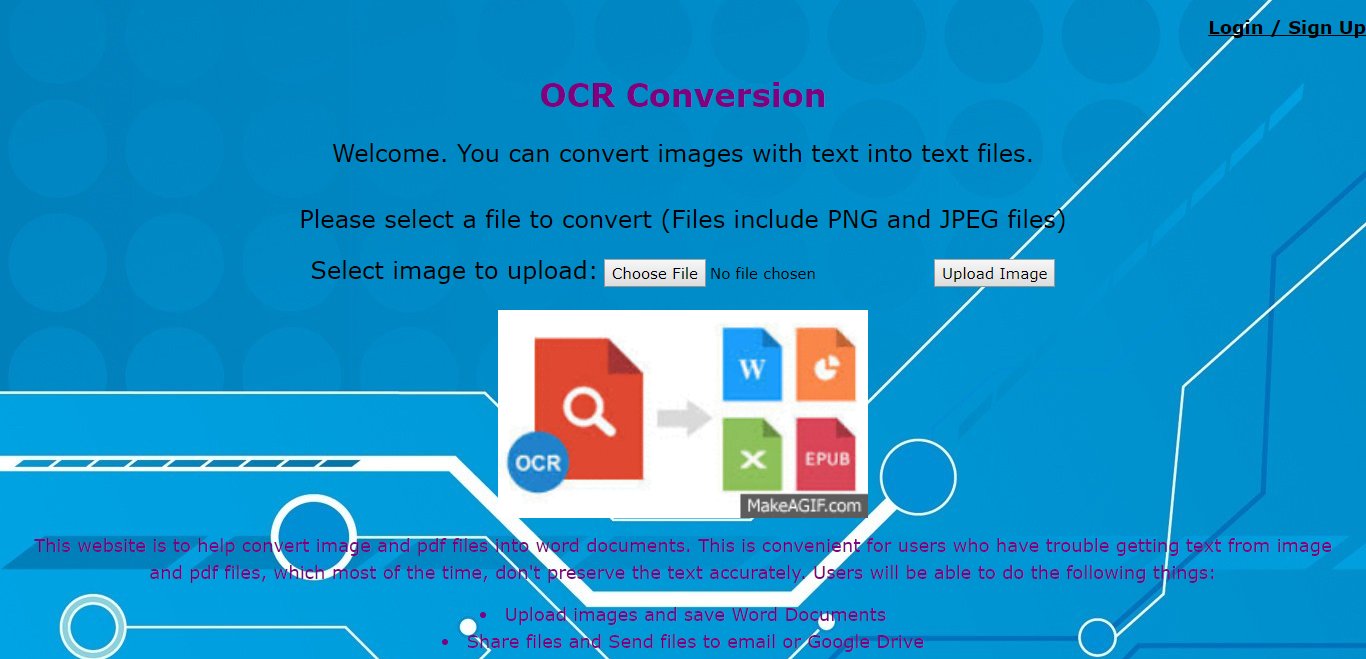 Login / Sign Up
OCR Conversion
Welcome. You can convert images with text into text files.
Please select a file to convert (Files include PNG and JPEG files)
Select image to upload: Choose File No file chosen Upload Image
W
OCR
X
EPUB
MakeAGIF.com
This website is to help convert image and pdf files into word documents. This is convenient for users who have trouble getting text from image
and pdf files, which most of the time, don't preserve the text accurately. Users will be able to do the following things:
• Upload images and save Word Documents
• Share files and Send files to email or Google Drive